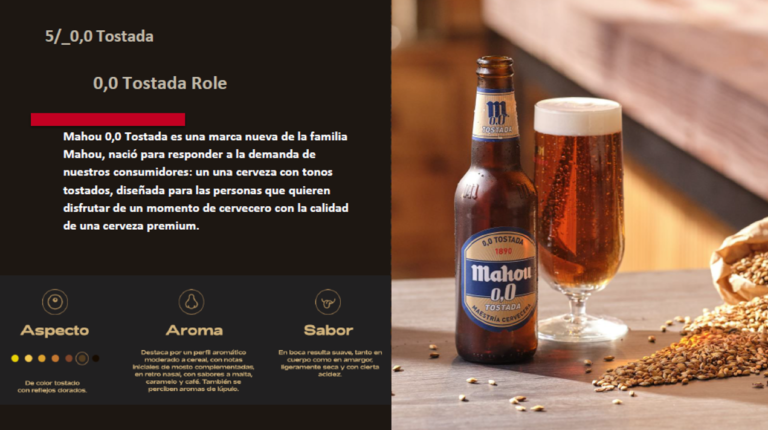 5/_0,0 Tostada
0,0 Tostada Role
Mahou 0,0 Tostada es una marca nueva de la familia
Mahou, nació para responder a la demanda de
nuestros consumidores: un una cerveza con tonos
tostados, diseñada para las personas que quieren
disfrutar de un momento de cervecero con la calidad
de una cerveza premium.
Aspecto
De color tostado
con reflejos dorados.
Aroma
Destaca por un perfil aromático
moderado a cereal, con notas
iniciales de mosto complementadas,
en retro nasal, con sabores a malta,
caramelo y café. También se
perciben aromas de lúpulo.
Sabor
En boca resulta suave, tanto en
cuerpo como en amargor,
ligeramente seca y con cierta
acidez.
m
0,0
TOSTADA
0,0 TOSTADA
1890
Mahou
0,0
TOSTADA
MAESTRÍA CERVECERA